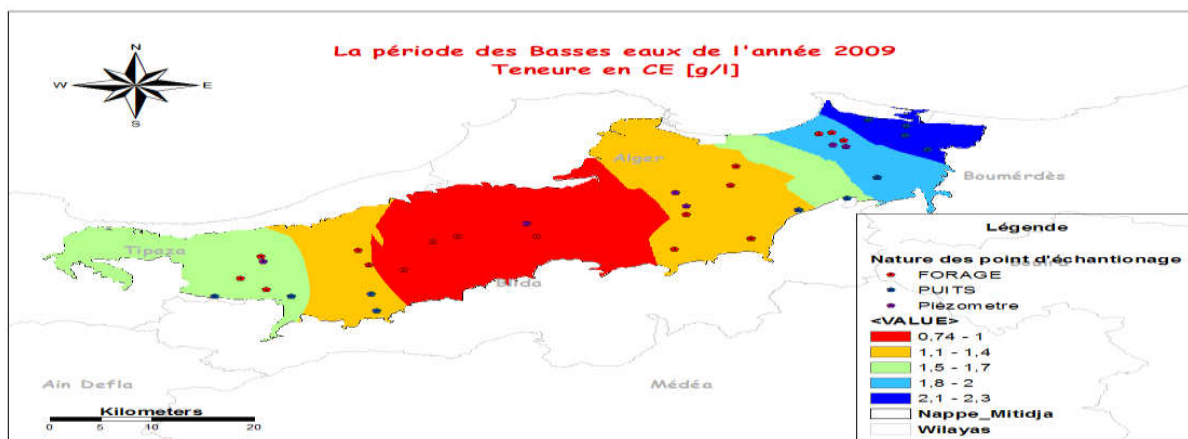 La période des Basses eaux de l'année 2009
Teneure en CE [g/l]
N
W
E
S
Alger
Boumérdès
Tipaza
Blida
Ain Defla
Médéa
Kilometers
0 5 10 20
Légende
Nature des point d'échantionage
FORAGE
PUITS
Pièzometre
<VALUE>
0,74 - 1
1,1 - 1,4
1,5 - 1,7
1,8 - 2
2,1 - 2,3
Nappe_Mitidja
Wilayas